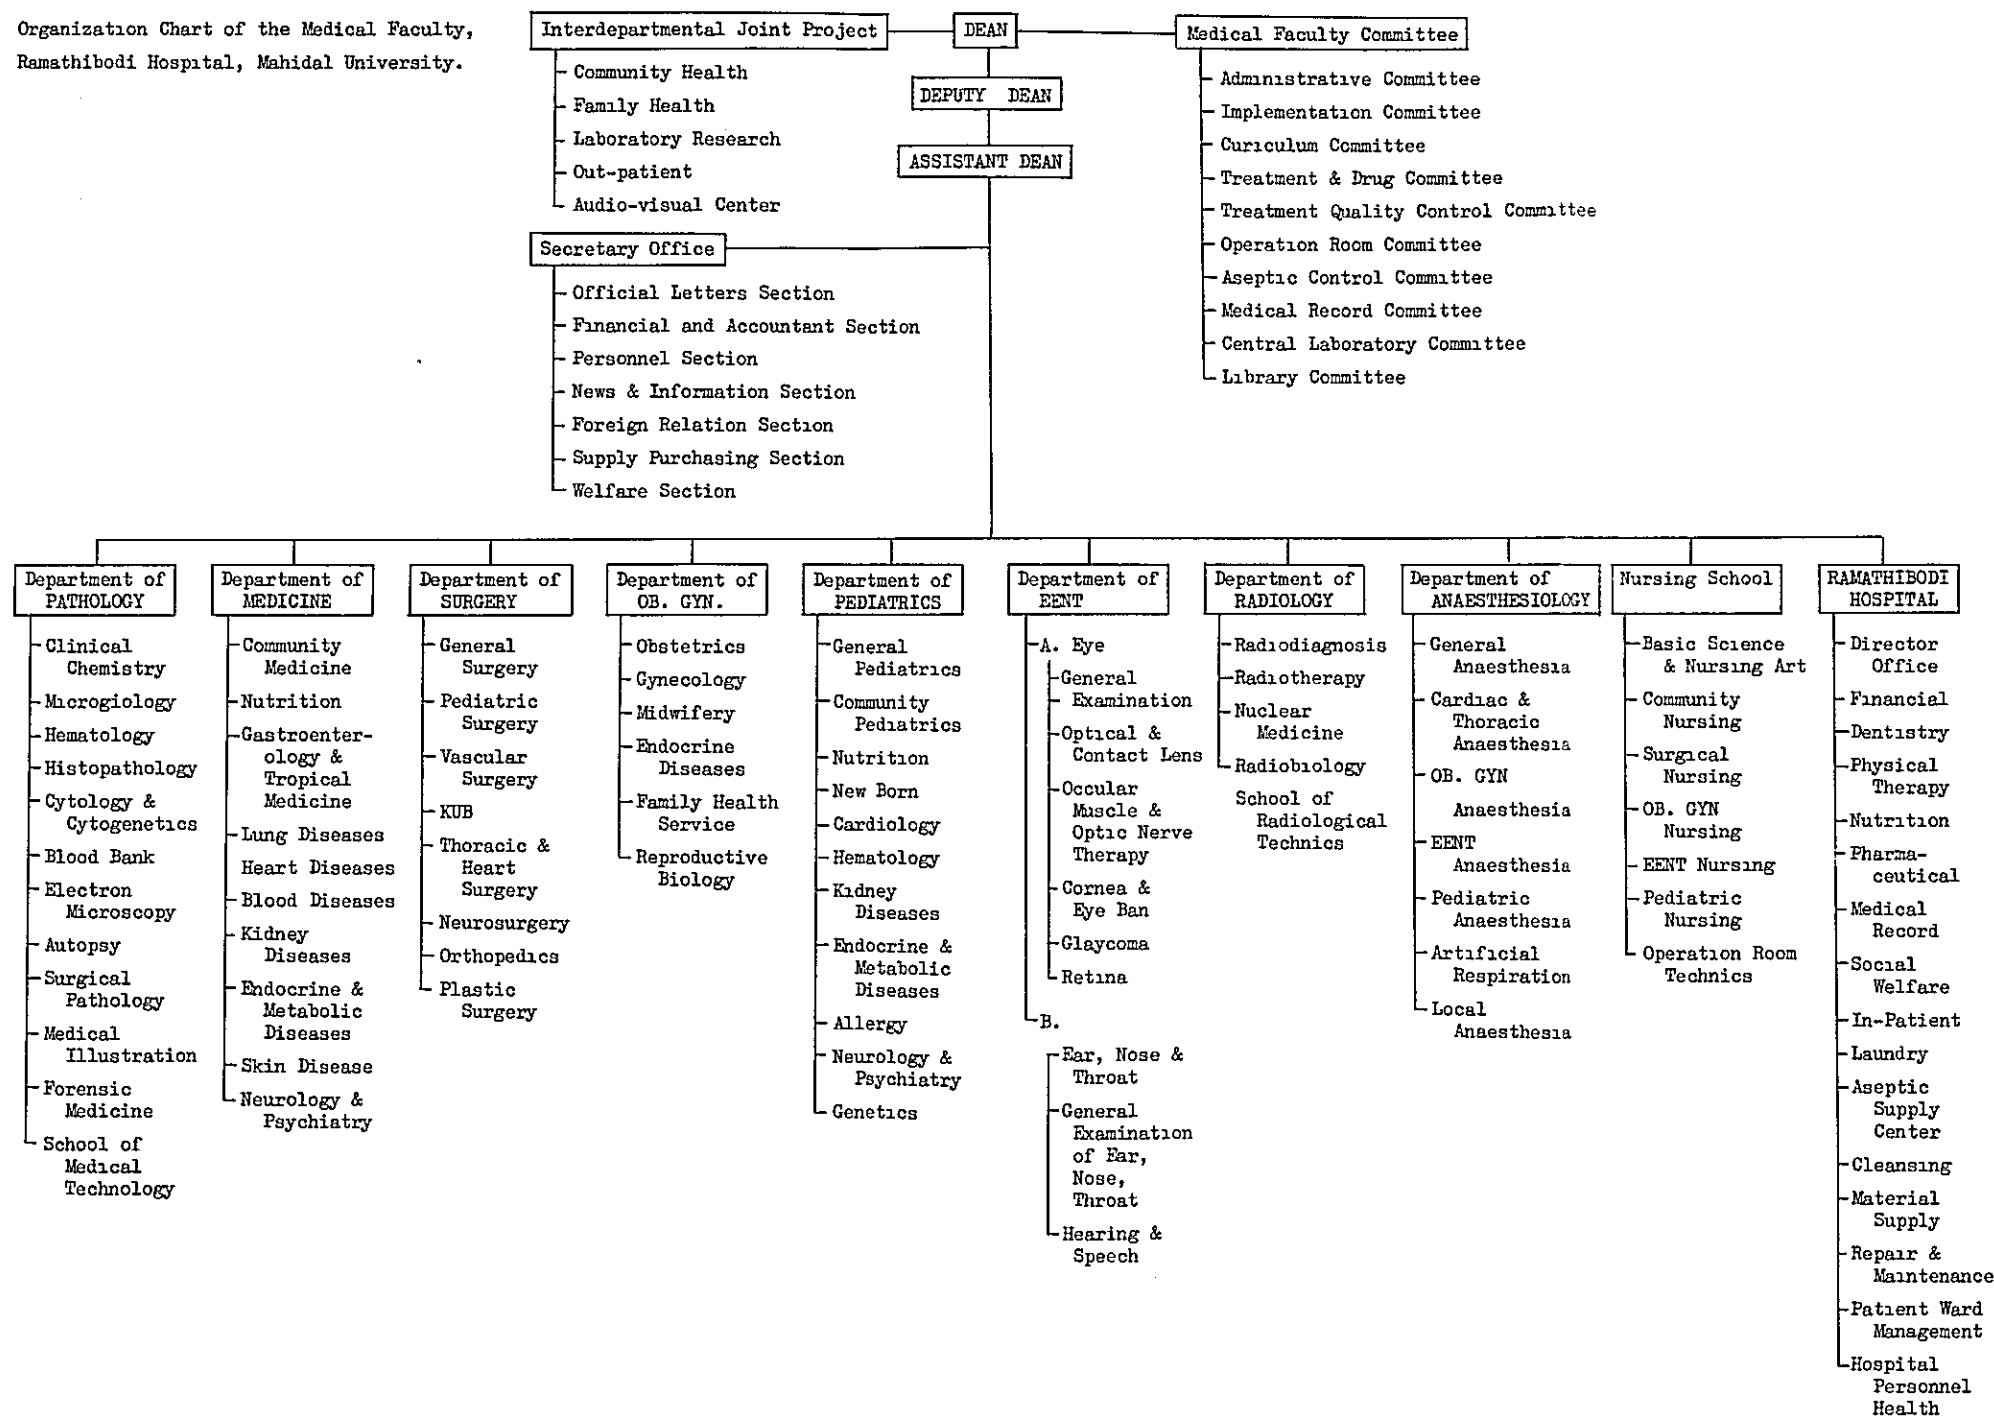 Organization Chart of the Medical Faculty,
Ramathibodi Hospital, Mahidal University.
Interdepartmental Joint Project
Community Health
Family Health
Laboratory Research
Out-patient
Audio-visual Center
DEAN
DEPUTY DEAN
ASSISTANT DEAN
Medical Faculty Committee
Administrative Committee
Implementation Committee
Curiculum Committee
Treatment & Drug Committee
Treatment Quality Control Committee
Operation Room Committee
Aseptic Control Committee
Medical Record Committee
Central Laboratory Committee
Library Committee
Secretary Office
Official Letters Section
Financial and Accountant Section
Personnel Section
News & Information Section
Foreign Relation Section
Supply Purchasing Section
Welfare Section
Department of
PATHOLOGY
Clinical
Chemistry
Microgiology
Hematology
Histopathology
Cytology &
Cytogenetics
Blood Bank
Electron
Microscopy
Autopsy
Surgical
Pathology
Medical
Illustration
Forensic
Medicine
School of
Medical
Technology
Department of
MEDICINE
Community
Medicine
Nutrition
Gastroenter-
ology &
Tropical
Medicine
Lung Diseases
Heart Diseases
Blood Diseases
Kidney
Diseases
Endocrine &
Metabolic
Diseases
Skin Disease
Neurology &
Psychiatry
Department of
SURGERY
General
Surgery
Pediatric
Surgery
Vascular
Surgery
KUB
Thoracic &
Heart
Surgery
Neurosurgery
Orthopedics
Plastic
Surgery
Department of
OB. GYN.
Obstetrics
Gynecology
Midwifery
Endocrine
Diseases
Family Health
Service
Reproductive
Biology
Department of
PEDIATRICS
General
Pediatrics
Community
Pediatrics
Nutrition
New Born
Cardiology
Hematology
Kidney
Diseases
Endocrine &
Metabolic
Diseases
Allergy
Neurology &
Psychiatry
Genetics
Department of
EENT
A. Eye
General
Examination
Optical &
Contact Lens
Occular
Muscle &
Optic Nerve
Therapy
Cornea &
Eye Ban
Glaycoma
Retina
B.
Ear, Nose &
Throat
General
Examination
of Ear,
Nose,
Throat
Hearing &
Speech
Department of
RADIOLOGY
Radiodiagnosis
Radiotherapy
Nuclear
Medicine
Radiobiology
School of
Radiological
Technics
Department of
ANAESTHESIOLOGY
General
Anaesthesia
Cardiac &
Thoracic
Anaesthesia
OB. GYN
Anaesthesia
EENT
Anaesthesia
Pediatric
Anaesthesia
Artificial
Respiration
Local
Anaesthesia
Nursing School
Basic Science
& Nursing Art
Community
Nursing
Surgical
Nursing
OB. GYN
Nursing
EENT Nursing
Pediatric
Nursing
Operation Room
Technics
RAMATHIBODI
HOSPITAL
Director
Office
Financial
Dentistry
Physical
Therapy
Nutrition
Pharma-
ceutical
Medical
Record
Social
Welfare
In-Patient
Laundry
Aseptic
Supply
Center
Cleansing
Material
Supply
Repair &
Maintenance
Patient Ward
Management
Hospital
Personnel
Health